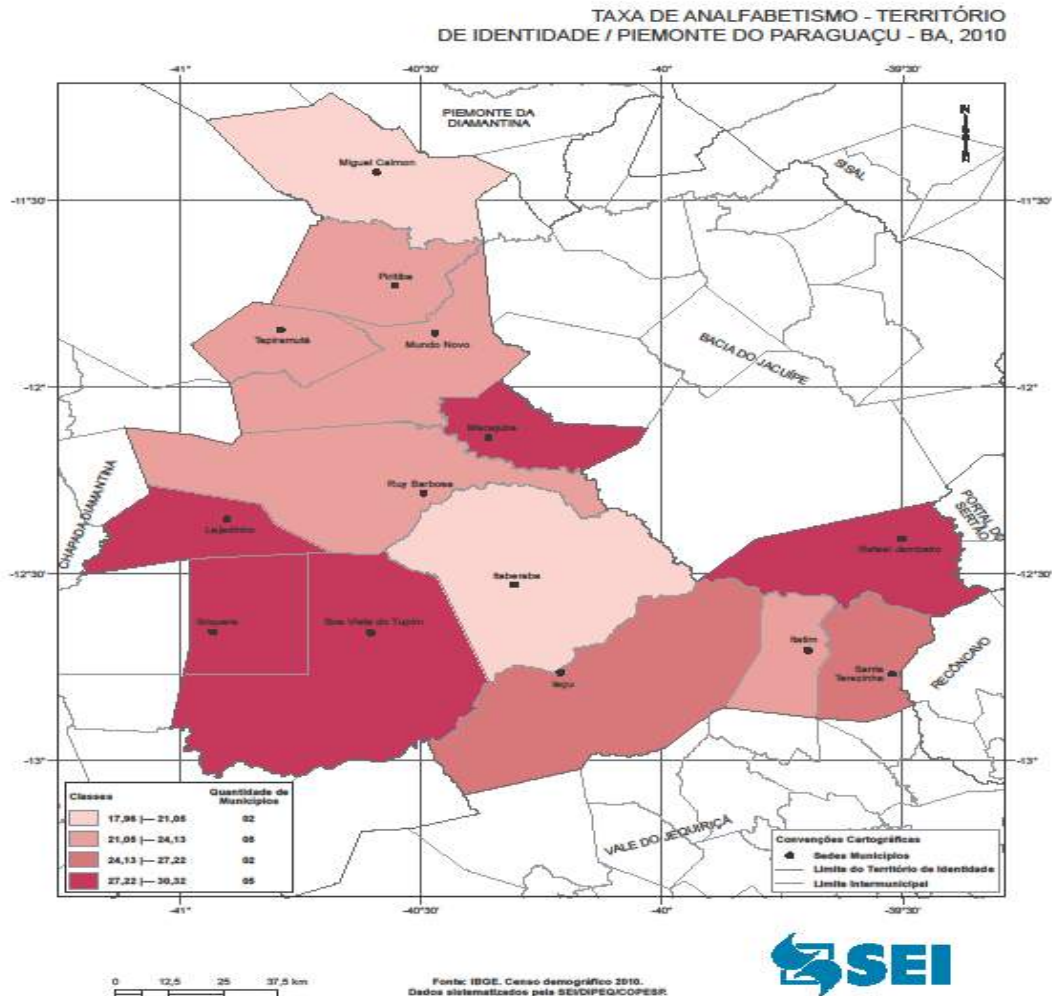 TAXA DE ANALFABETISMO - TERRITÓRIO
DE IDENTIDADE / PIEMONTE DO PARAGUAÇU - BA, 2010
-41°
-40°30'
-40°
-39°30'
PIEMONTE DA
DIAMANTINA
N
Miguel Calmon
SISAL
-11°30'
-11°30'
Piritiba
Tapiramutá
Mundo Novo
BACIA DO JACUÍPE
-12°
-12°
Macajuba
Ruy Barbosa
CHAPADA DIAMANTINA
Lajedinho
PORTAL DO
SERTÃO
Rafael Jambeiro
-12°30'
-12°30'
Itaberaba
Ibiquera
Boa Vista do Tupim
Itatim
Iaçu
Santa
Terezinha
RECÔNCAVO
-13°
-13°
Classes
Quantidade de
Municípios
17,96 |— 21,05 02
21,05 |— 24,13 05
24,13 |— 27,22 02
27,22 |— 30,32 05
VALE DO JEQUIRIÇÁ
Convenções Cartográficas
Sedes Municípios
Limite do Território de Identidade
Limite Intermunicipal
-41°
-40°30'
-40°
-39°30'
0 12,5 25 37,5 km
Fonte: IBGE. Censo demográfico 2010.
Dados sistematizados pela SEI/DIPEQ/COPESP.
SEI